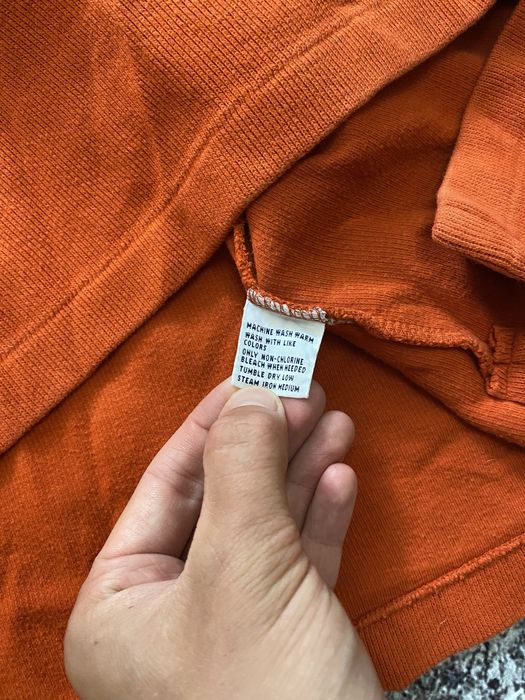 MACHINE WASH WARM
WASH WITH LIKE
COLORS
ONLY NON-CHLORINE
BLEACH WHEN NEEDED
TUMBLE DRY LOW
STEAM IRON MEDIUM